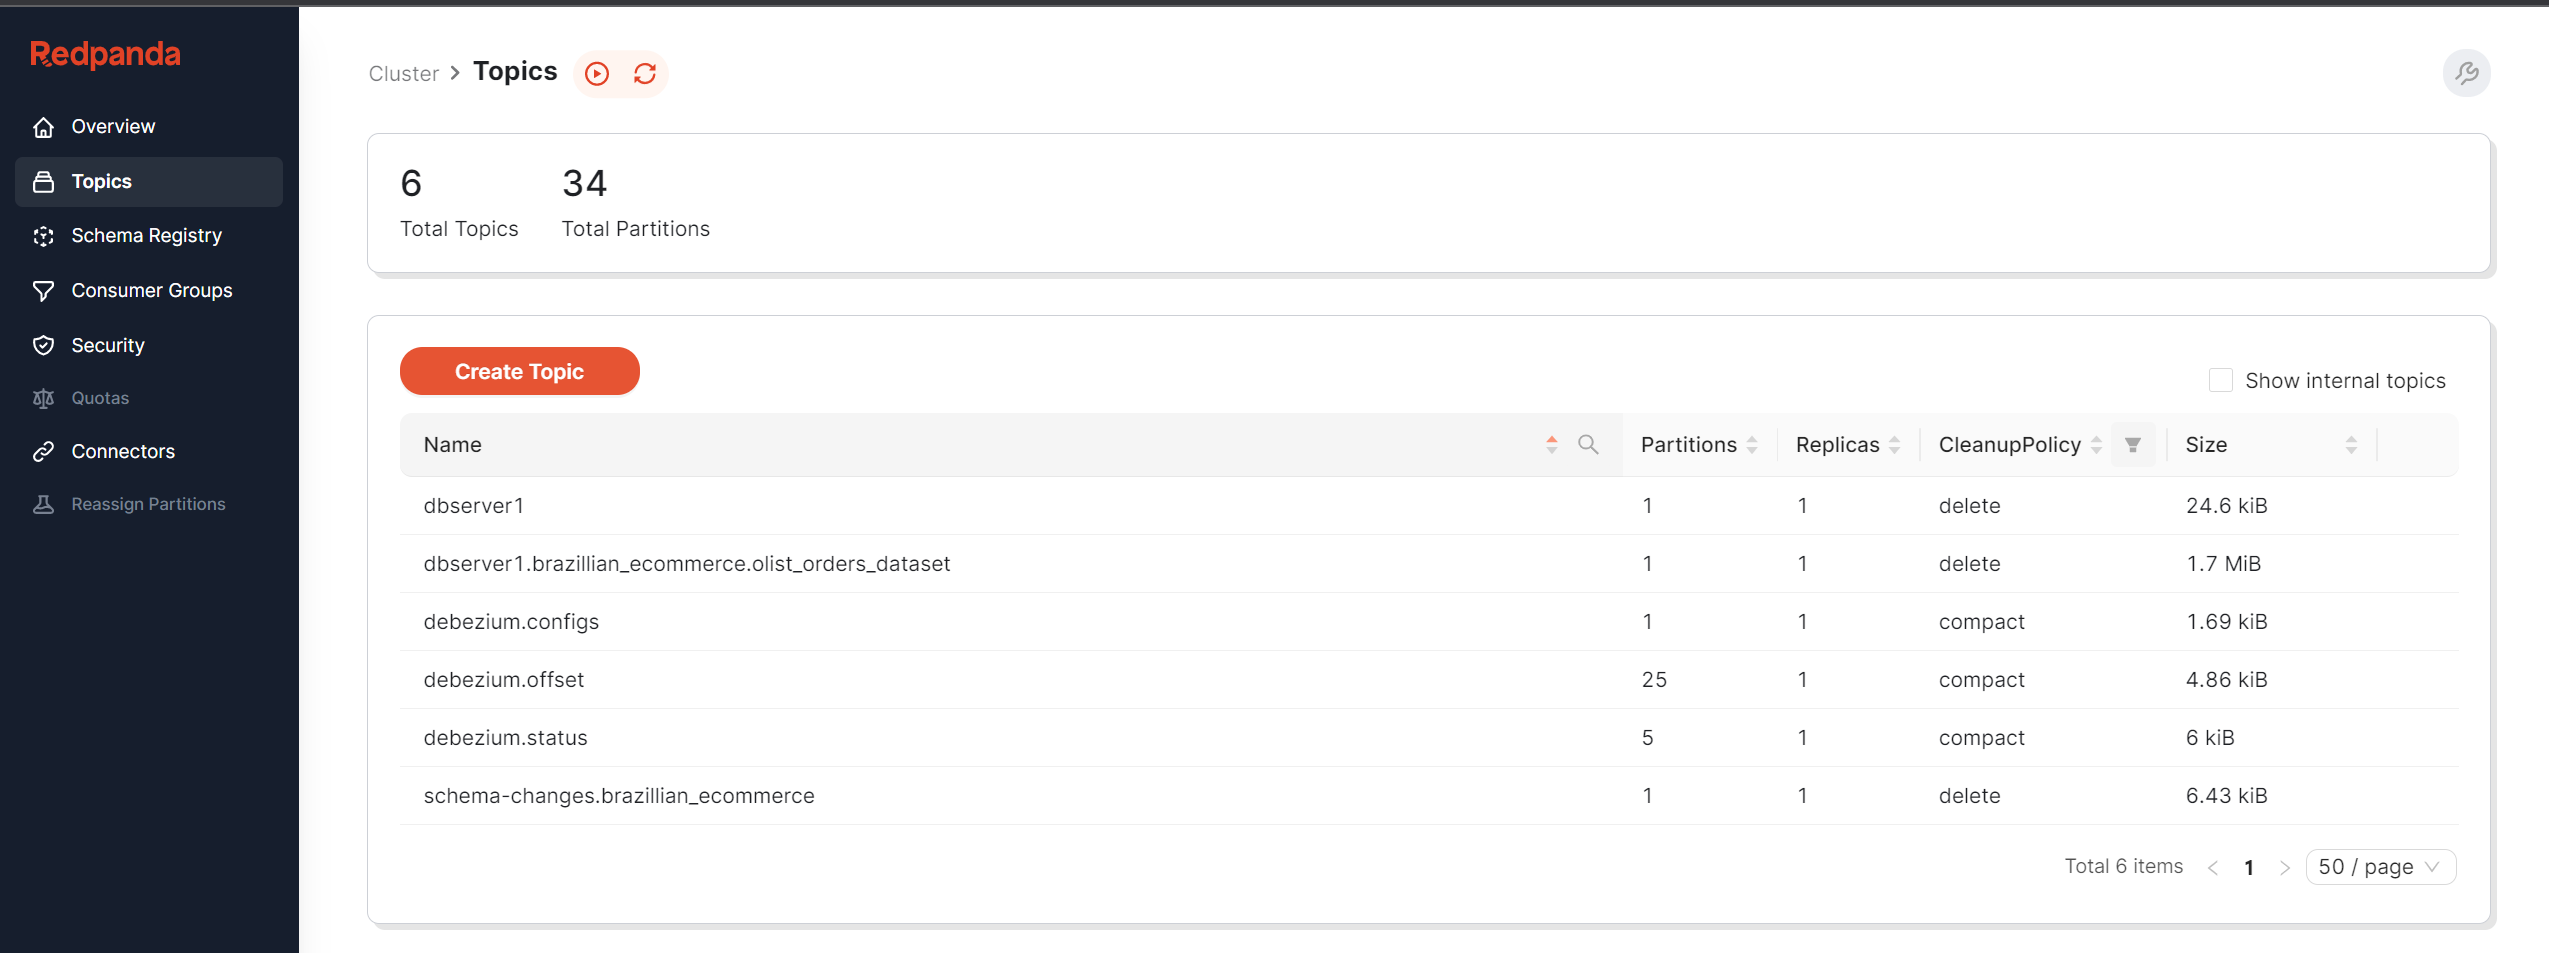 Redpanda
Overview
Topics
Schema Registry
Consumer Groups
Security
Quotas
Connectors
Reassign Partitions
Cluster > Topics
6 34
Total Topics Total Partitions
Create Topic
Show internal topics
Name Partitions Replicas CleanupPolicy Size
dbserver1 1 1 delete 24.6 kiB
dbserver1.brazillian_ecommerce.olist_orders_dataset 1 1 delete 1.7 MiB
debezium.configs 1 1 compact 1.69 kiB
debezium.offset 25 1 compact 4.86 kiB
debezium.status 5 1 compact 6 kiB
schema-changes.brazillian_ecommerce 1 1 delete 6.43 kiB
Total 6 items < 1 > 50 / page